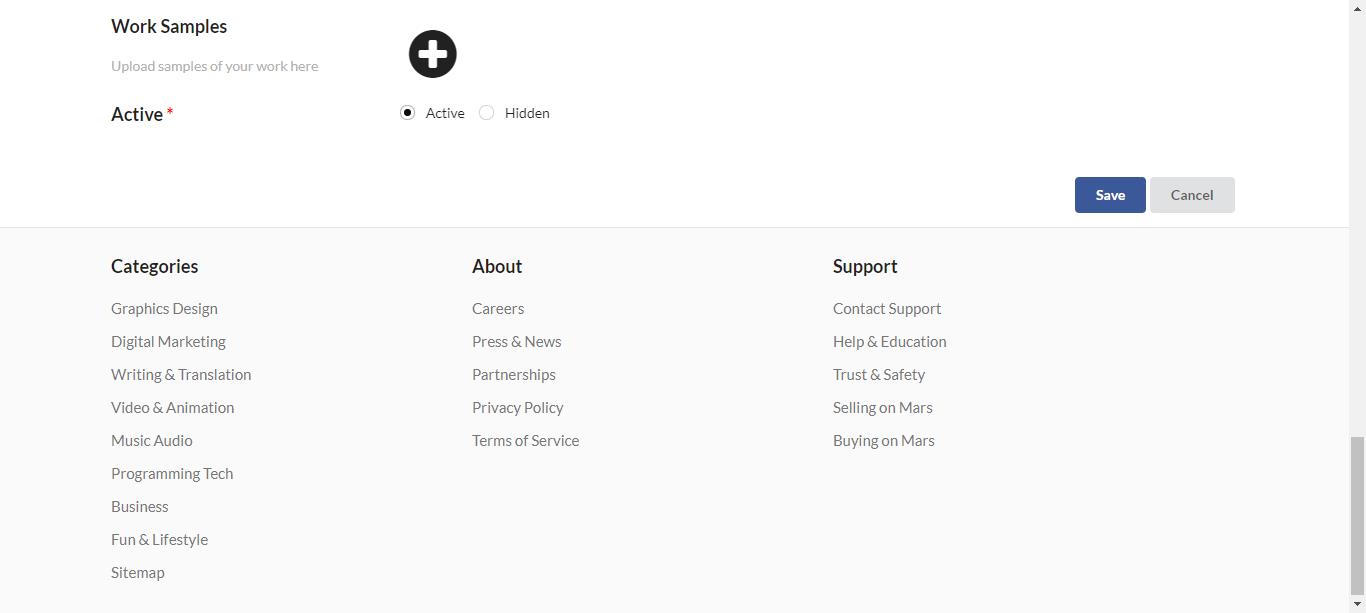 Work Samples
Upload samples of your work here
Active *
Active Hidden
Save Cancel
Categories
Graphics Design
Digital Marketing
Writing & Translation
Video & Animation
Music Audio
Programming Tech
Business
Fun & Lifestyle
Sitemap
About
Careers
Press & News
Partnerships
Privacy Policy
Terms of Service
Support
Contact Support
Help & Education
Trust & Safety
Selling on Mars
Buying on Mars